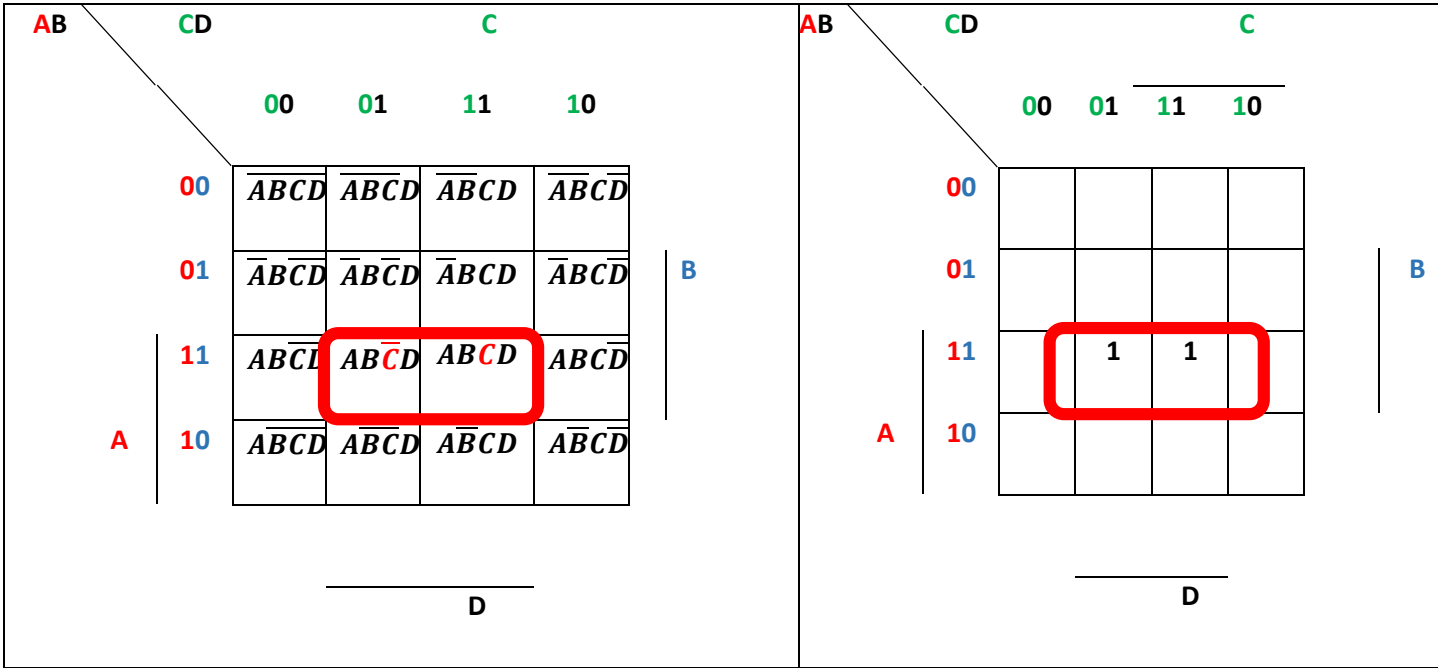 AB CD C
00 01 11 10
00 A̅B̅C̅D̅ A̅B̅C̅D A̅B̅CD A̅B̅CD̅
01 A̅BC̅D̅ A̅BC̅D A̅BCD A̅BCD̅ B
11 ABC̅D̅ ABC̅D ABCD ABCD̅
A 10 AB̅C̅D̅ AB̅C̅D AB̅CD AB̅CD̅
D
AB CD C
00 01 11 10
00
01 B
11 1 1
A 10
D